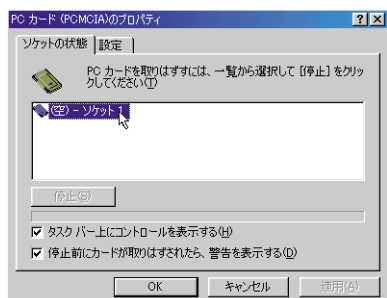 PC カード (PCMCIA)のプロパティ
ソケットの状態
設定
PC カードを取りはずすには、一覧から選択して [停止] をクリッ
クしてください(T)
(空) - ソケット 1
停止(S)
タスク バー上にコントロールを表示する(H)
停止前にカードが取りはずされたら、警告を表示する(D)
OK
キャンセル
適用(A)